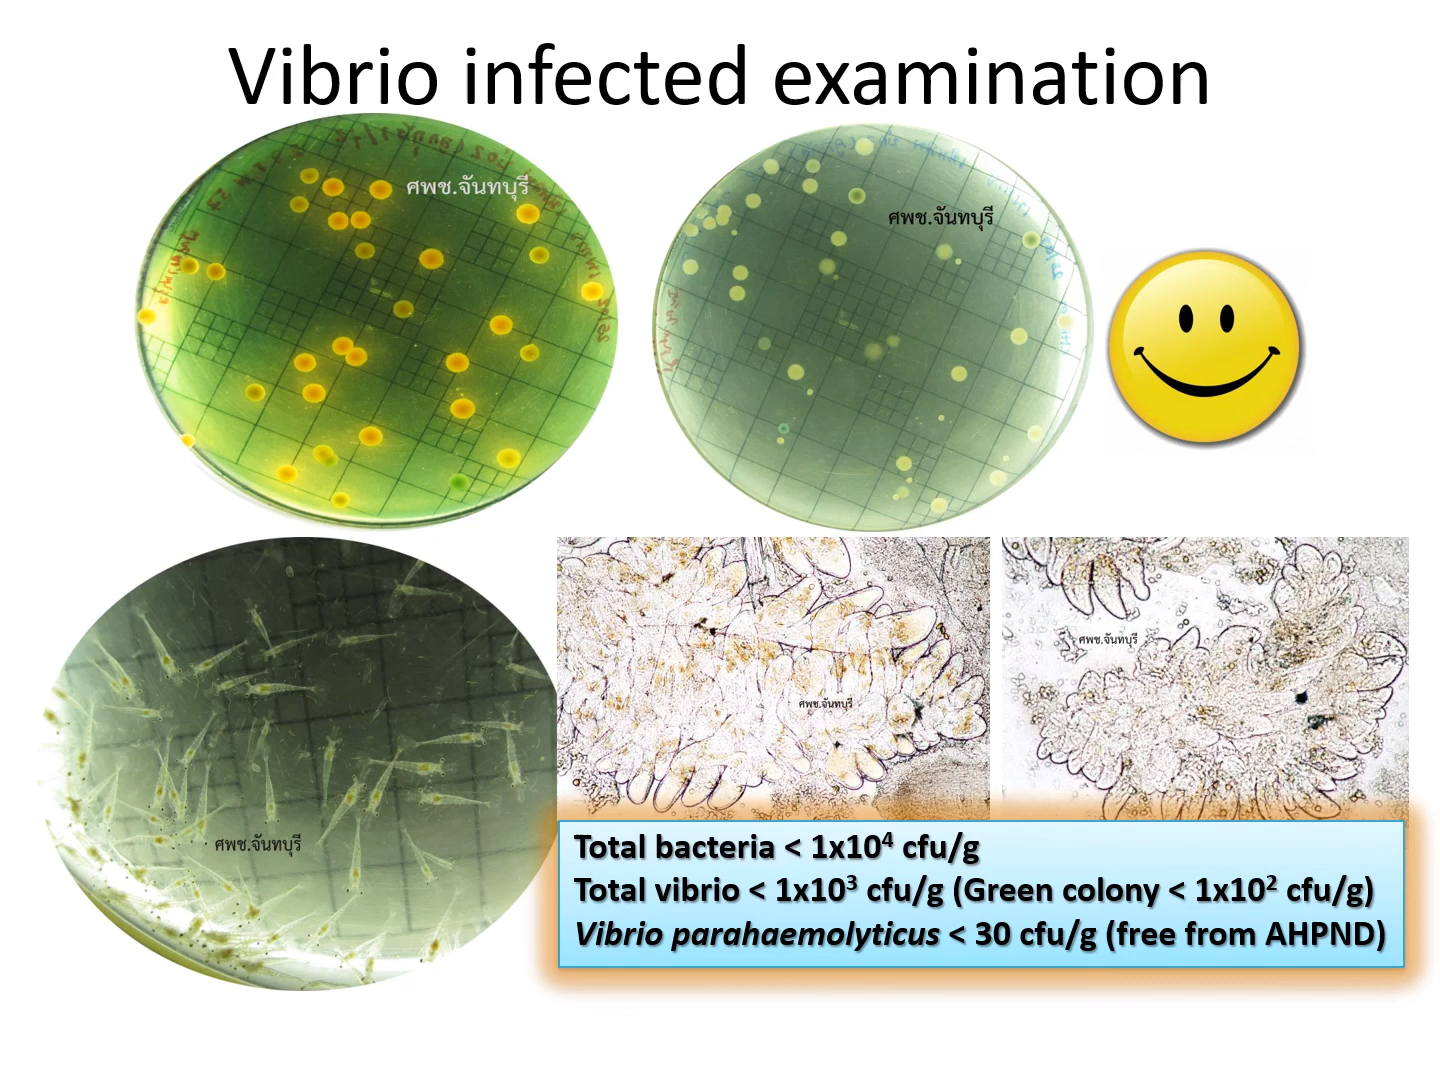 Vibrio infected examination
ศพช.จันทบุรี
ศพช.จันทบุรี
ศพช.จันทบุรี
ศพช.จันทบุรี
ศพช.จันทบุรี
Total bacteria < 1x10⁴ cfu/g
Total vibrio < 1x10³ cfu/g (Green colony < 1x10² cfu/g)
Vibrio parahaemolyticus < 30 cfu/g (free from AHPND)